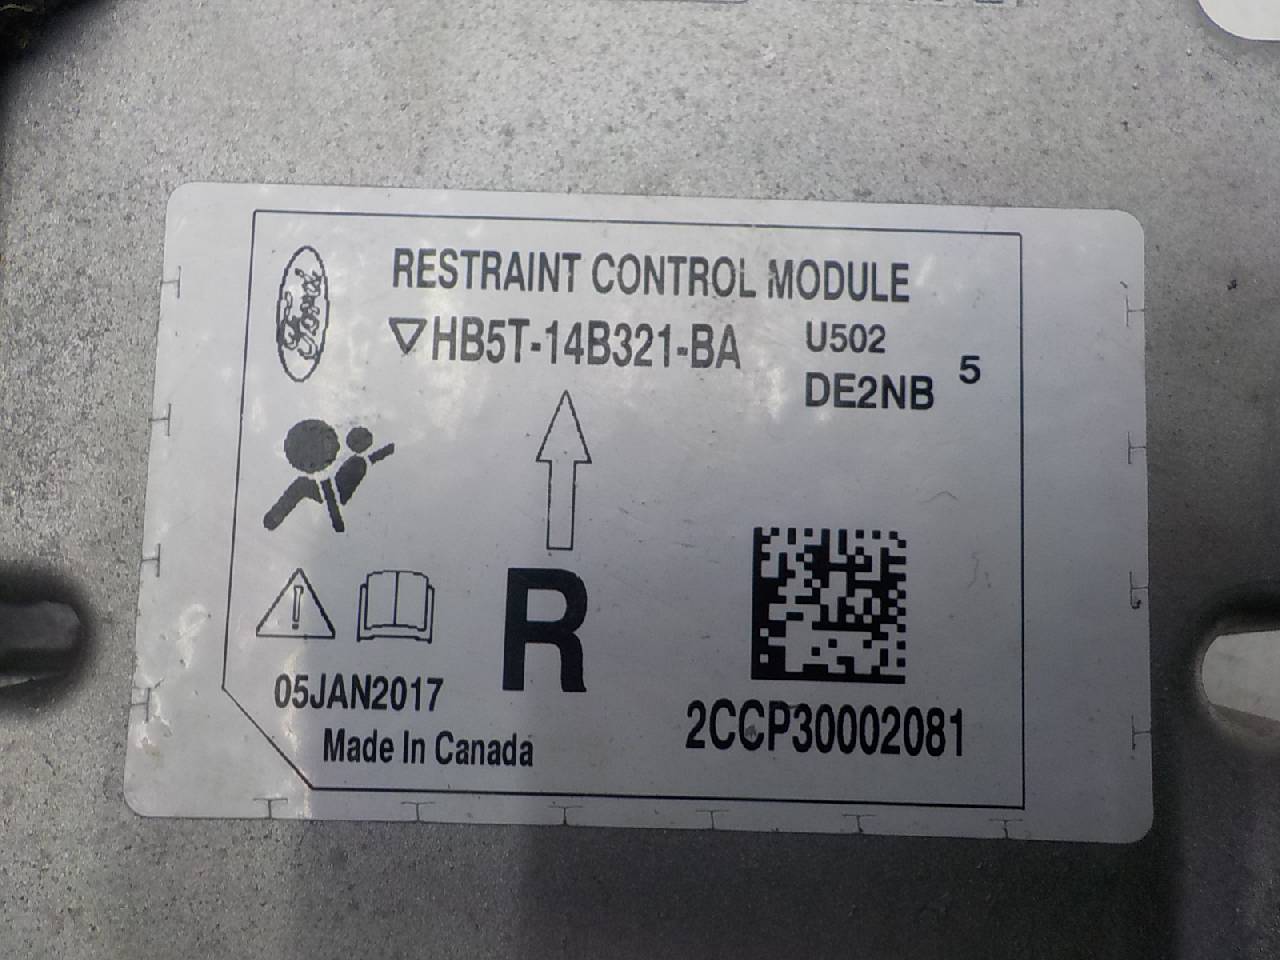 Ford
RESTRAINT CONTROL MODULE
HB5T-14B321-BA
U502
DE2NB
5
R
05JAN2017
Made In Canada
2CCP30002081